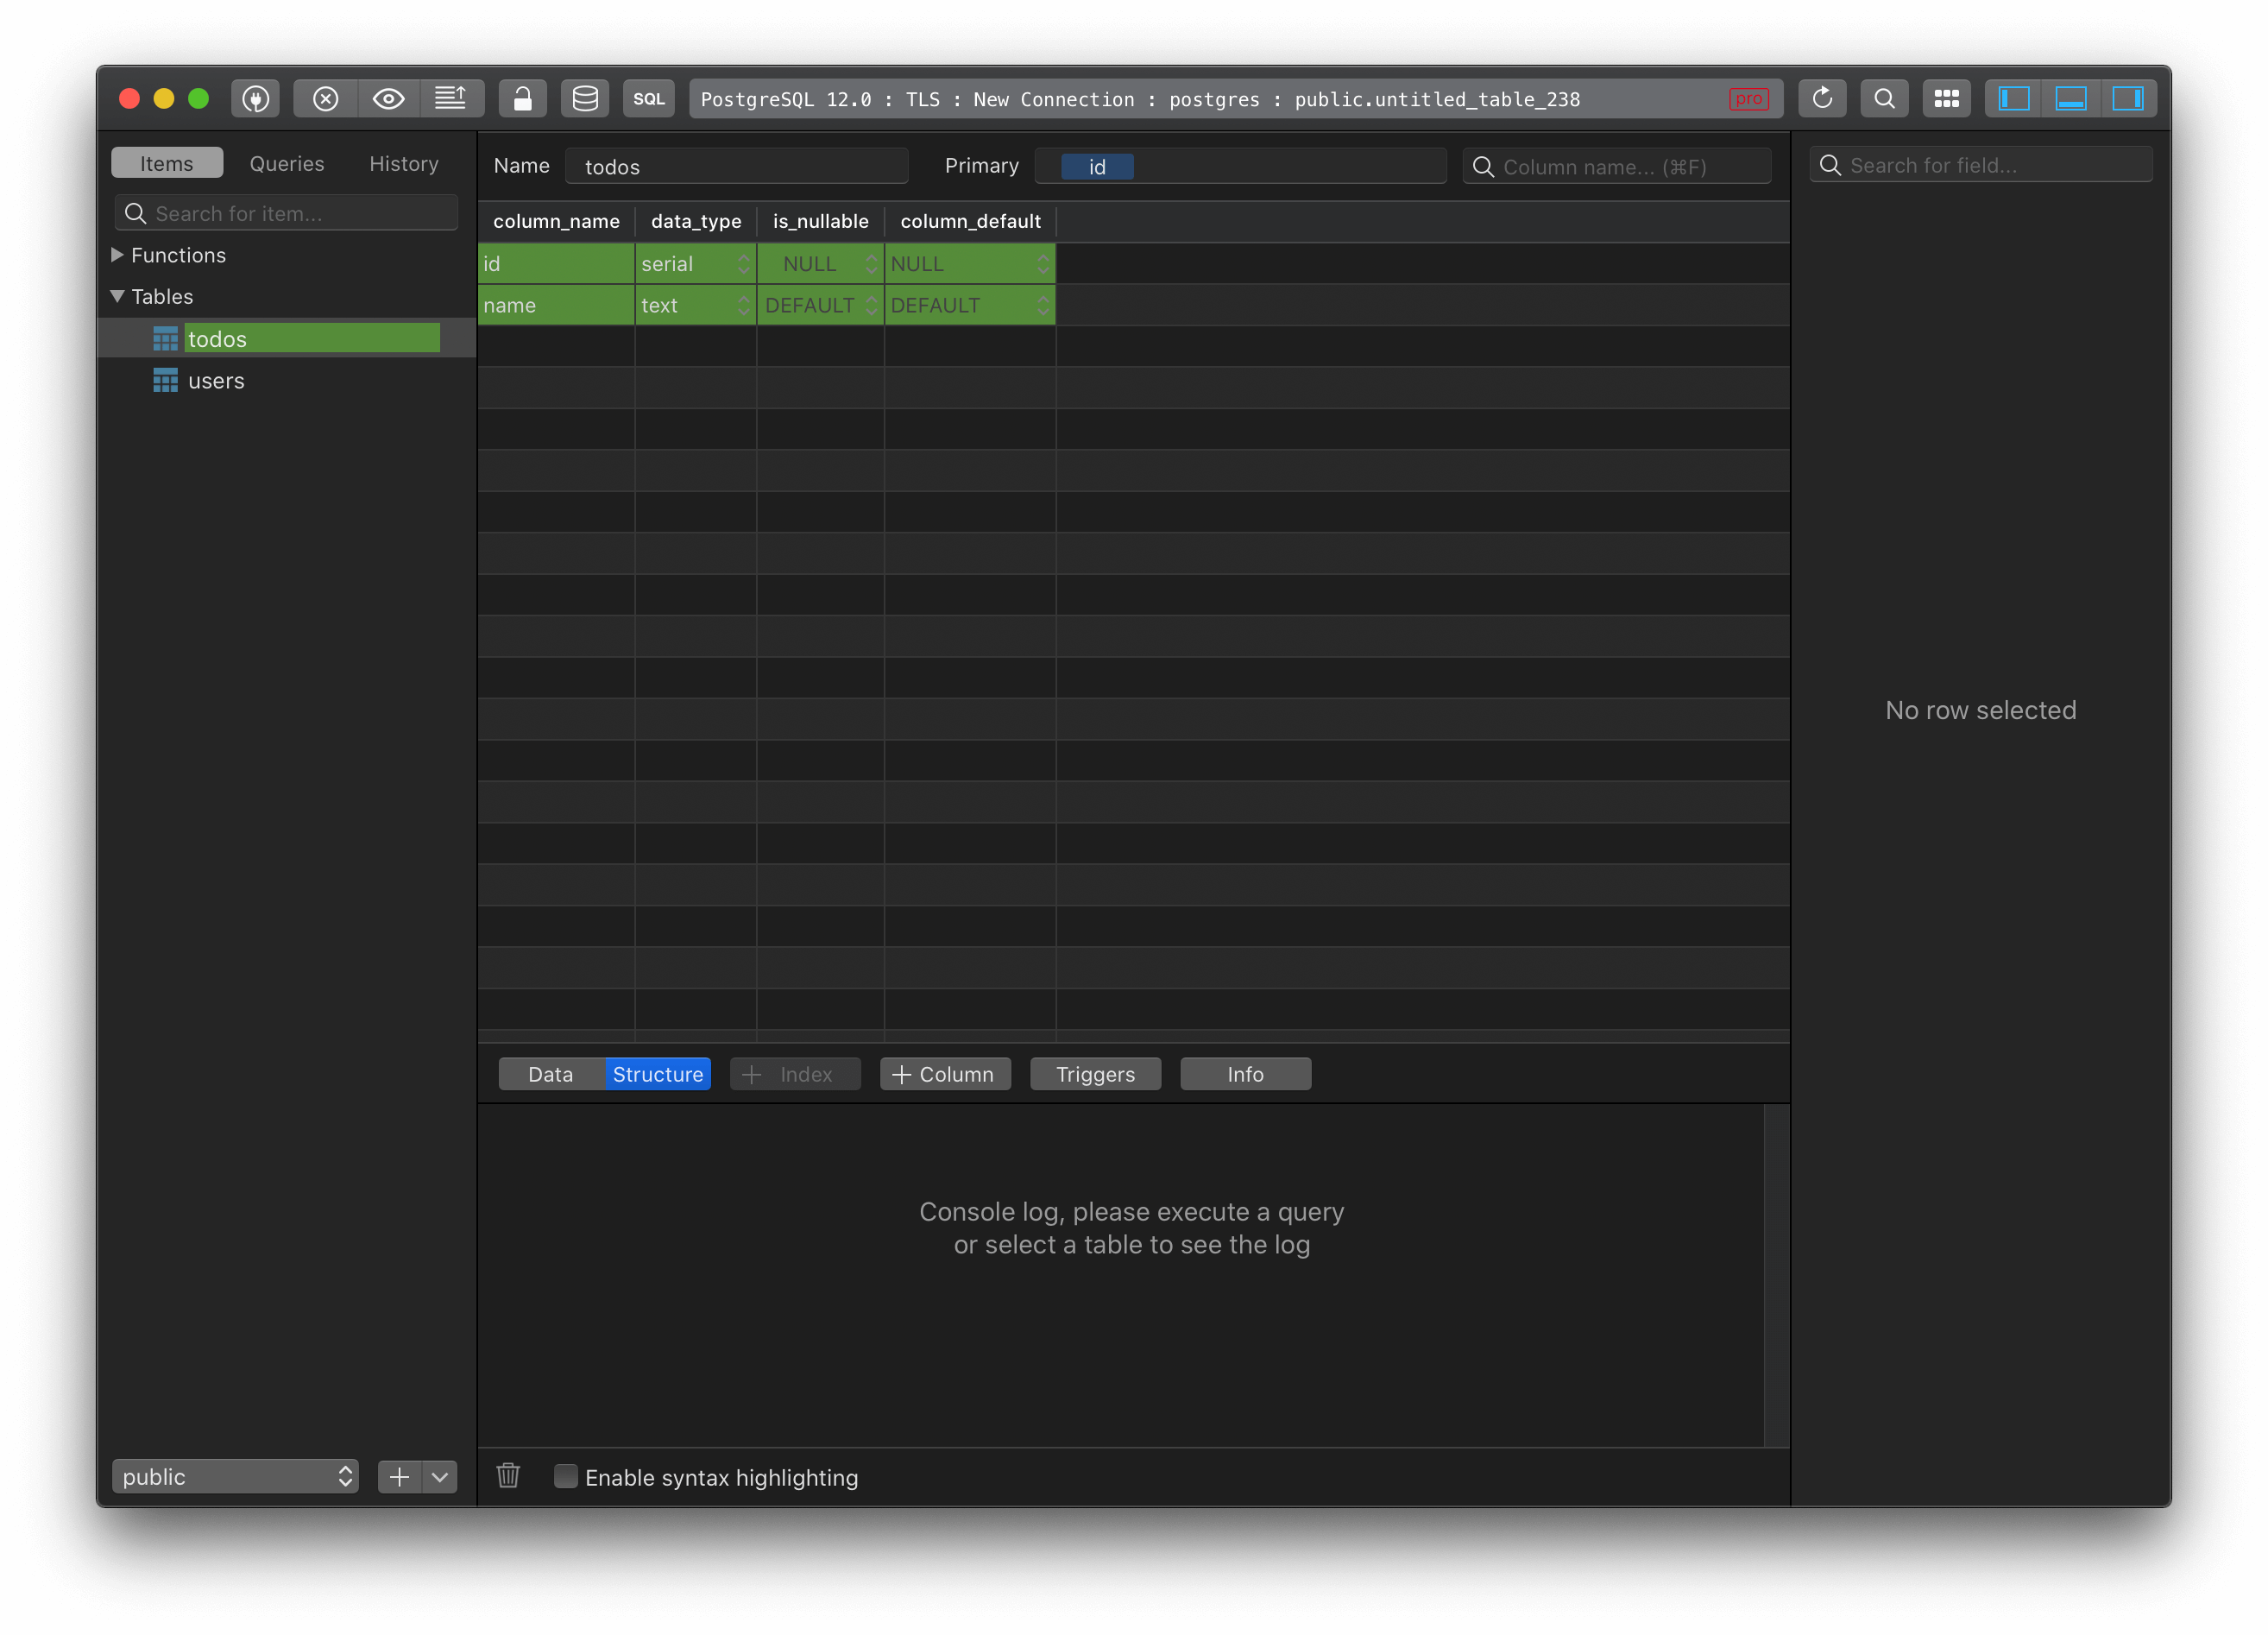 SQL
PostgreSQL 12.0 : TLS : New Connection : postgres : public.untitled_table_238
pro
Items Queries History
Search for item...
Functions
Tables
todos
users
Name todos Primary id Column name... (⌘F)
column_name data_type is_nullable column_default
id serial NULL NULL
name text DEFAULT DEFAULT
Search for field...
No row selected
Data Structure + Index + Column Triggers Info
Console log, please execute a query
or select a table to see the log
public
Enable syntax highlighting